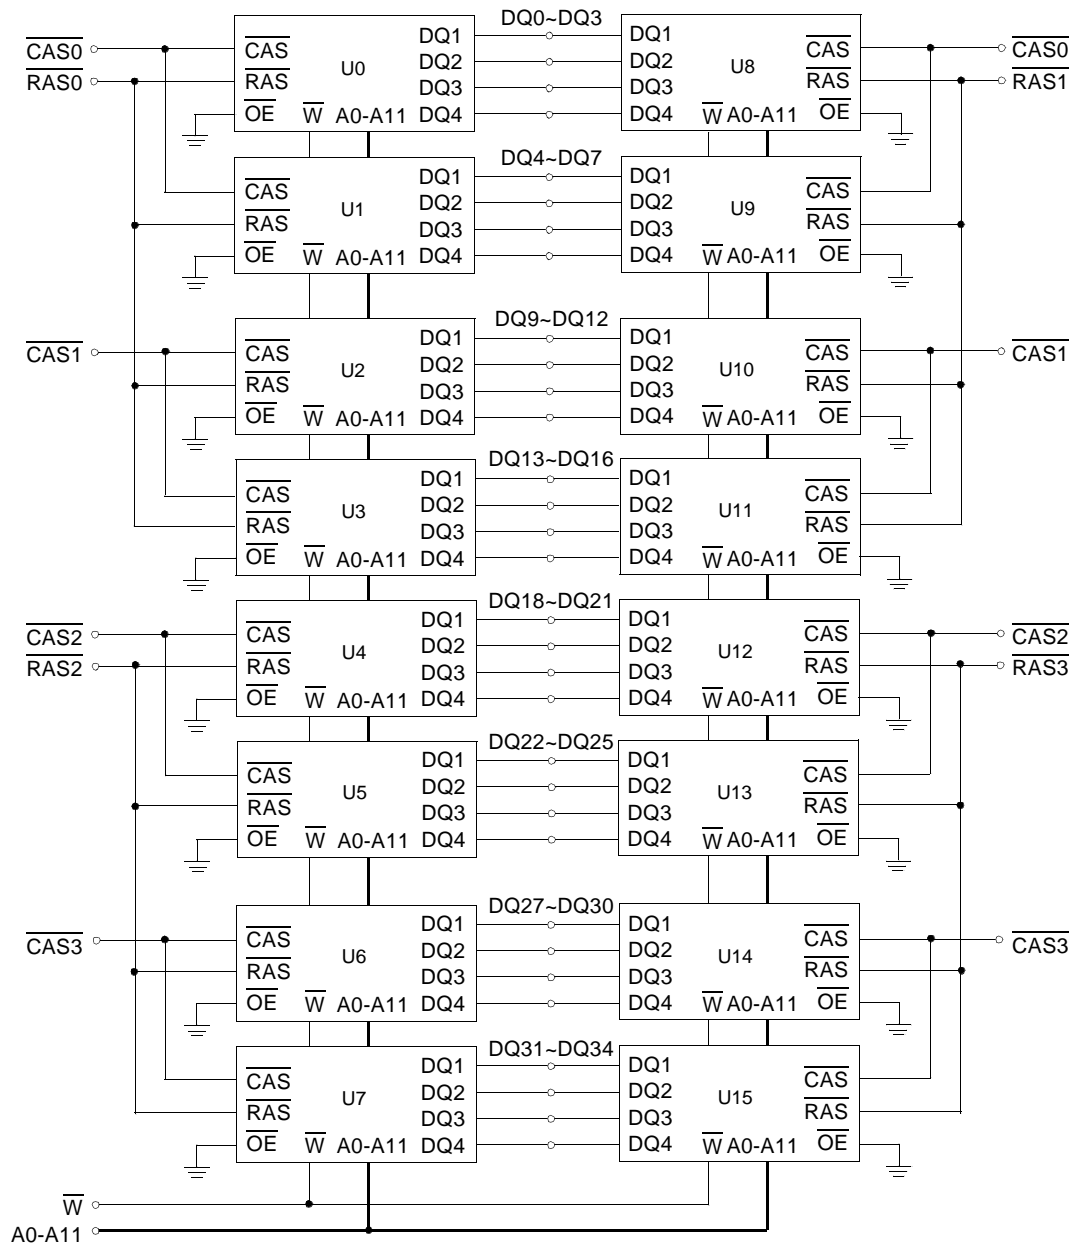 DQ0~DQ3
CAS0
RAS0
CAS
RAS
OE
U0
W
A0-A11
DQ1
DQ2
DQ3
DQ4
DQ1
DQ2
DQ3
DQ4
U8
W
A0-A11
CAS
RAS
OE
CAS0
RAS1
DQ4~DQ7
CAS
RAS
OE
U1
W
A0-A11
DQ1
DQ2
DQ3
DQ4
DQ1
DQ2
DQ3
DQ4
U9
W
A0-A11
CAS
RAS
OE
DQ9~DQ12
CAS1
CAS
RAS
OE
U2
W
A0-A11
DQ1
DQ2
DQ3
DQ4
DQ1
DQ2
DQ3
DQ4
U10
W
A0-A11
CAS
RAS
OE
CAS1
DQ13~DQ16
CAS
RAS
OE
U3
W
A0-A11
DQ1
DQ2
DQ3
DQ4
DQ1
DQ2
DQ3
DQ4
U11
W
A0-A11
CAS
RAS
OE
DQ18~DQ21
CAS2
RAS2
CAS
RAS
OE
U4
W
A0-A11
DQ1
DQ2
DQ3
DQ4
DQ1
DQ2
DQ3
DQ4
U12
W
A0-A11
CAS
RAS
OE
CAS2
RAS3
DQ22~DQ25
CAS
RAS
OE
U5
W
A0-A11
DQ1
DQ2
DQ3
DQ4
DQ1
DQ2
DQ3
DQ4
U13
W
A0-A11
CAS
RAS
OE
DQ27~DQ30
CAS3
CAS
RAS
OE
U6
W
A0-A11
DQ1
DQ2
DQ3
DQ4
DQ1
DQ2
DQ3
DQ4
U14
W
A0-A11
CAS
RAS
OE
CAS3
DQ31~DQ34
CAS
RAS
OE
U7
W
A0-A11
DQ1
DQ2
DQ3
DQ4
DQ1
DQ2
DQ3
DQ4
U15
W
A0-A11
CAS
RAS
OE
W
A0-A11